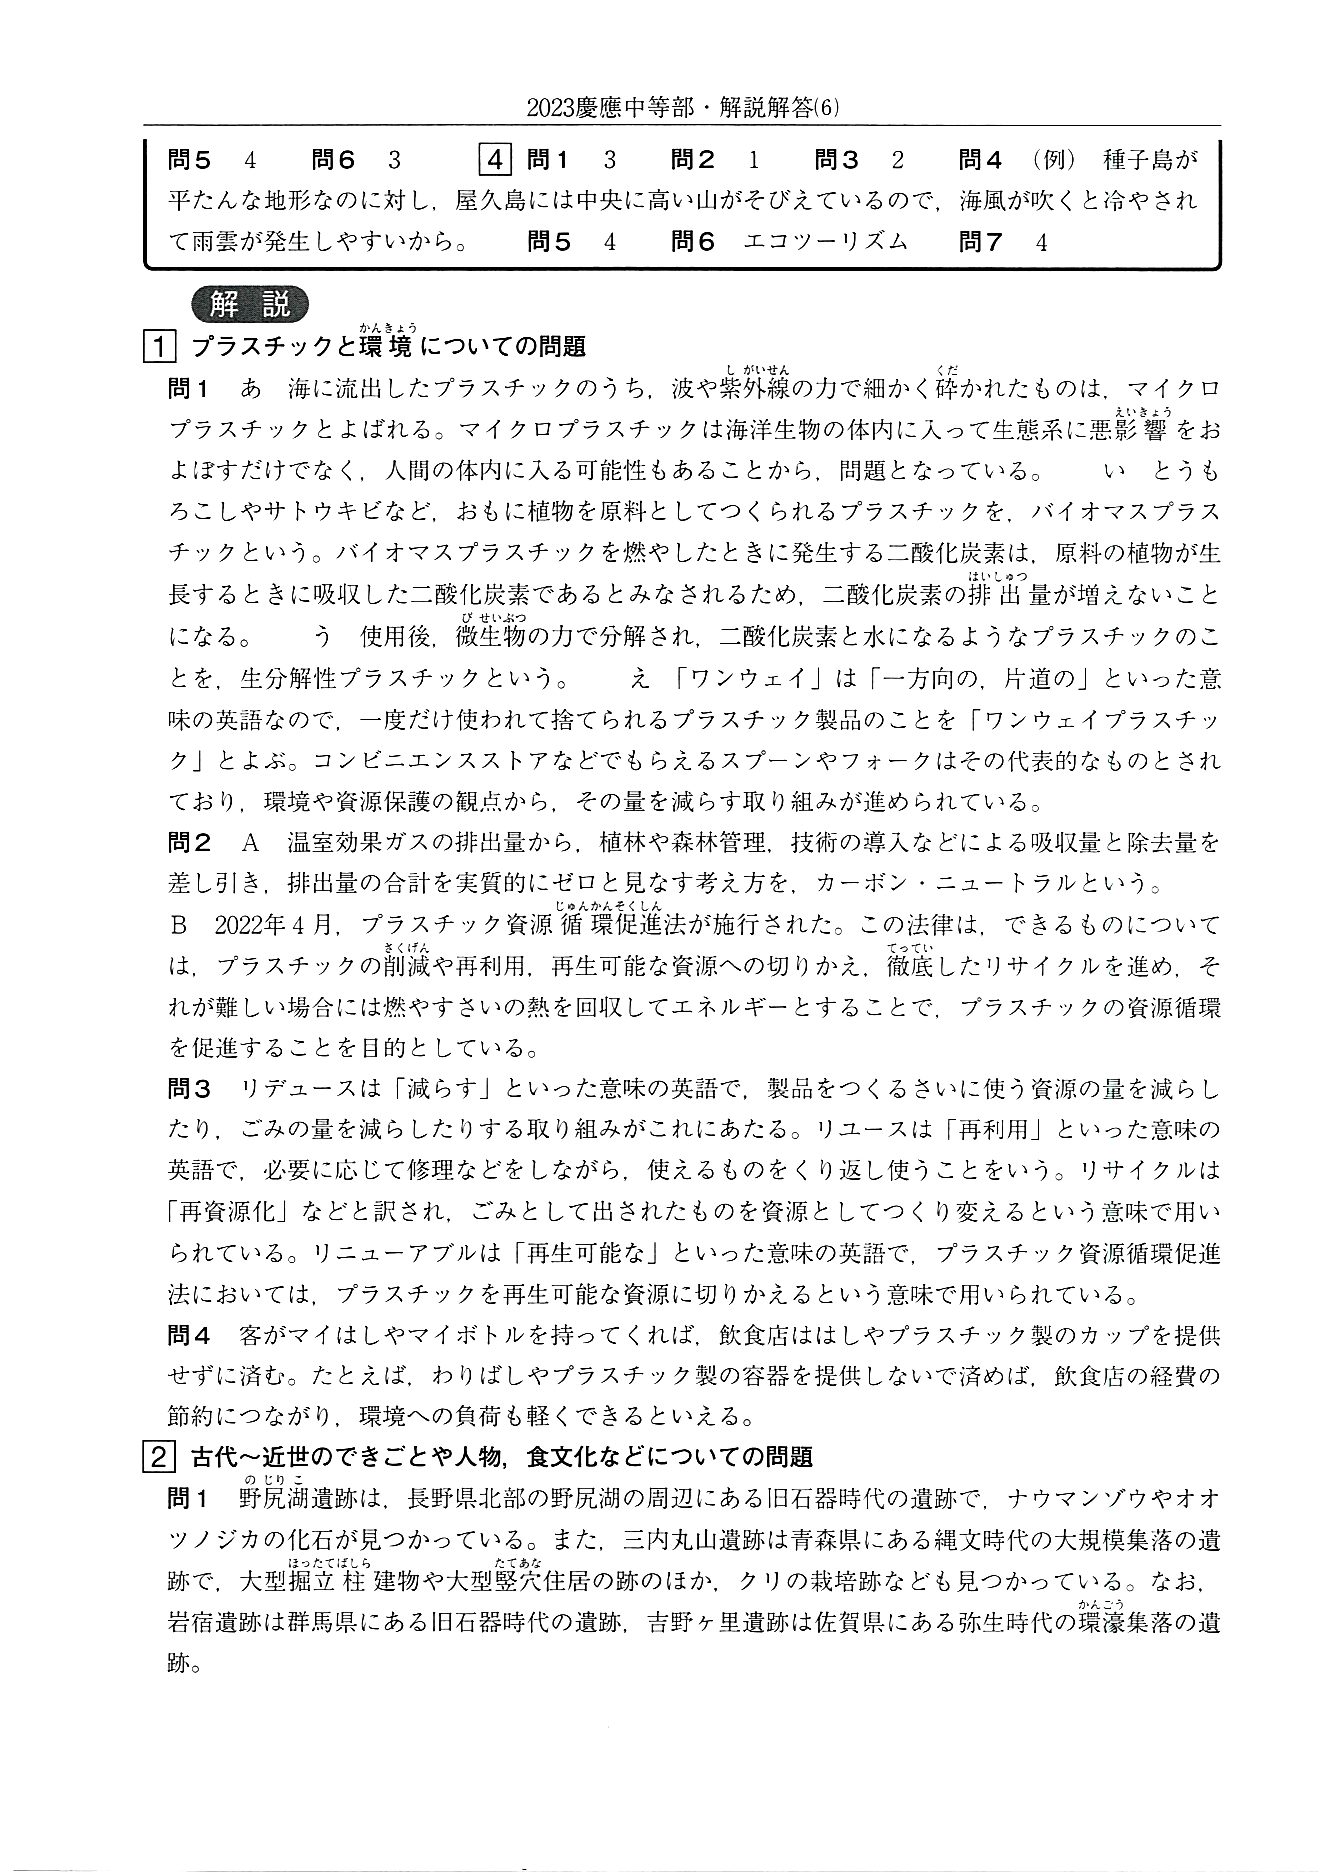 2023慶應中等部・解説解答(6)
問5　4　　問6　3　　　4　問1　3　　問2　1　　問3　2　　問4　（例）　種子島が
平たんな地形なのに対し，屋久島には中央に高い山がそびえているので，海風が吹くと冷やされ
て雨雲が発生しやすいから。　　問5　4　　問6　エコツーリズム　　問7　4
解説
1　プラスチックと環境についての問題
かんきょう
問1　あ　海に流出したプラスチックのうち，波や紫外線の力で細かく砕かれたものは，マイクロ
しがいせん　くだ
プラスチックとよばれる。マイクロプラスチックは海洋生物の体内に入って生態系に悪影響をお
えいきょう
よぼすだけでなく，人間の体内に入る可能性もあることから，問題となっている。　　い　とうも
ろこしやサトウキビなど，おもに植物を原料としてつくられるプラスチックを，バイオマスプラス
チックという。バイオマスプラスチックを燃やしたときに発生する二酸化炭素は，原料の植物が生
長するときに吸収した二酸化炭素であるとみなされるため，二酸化炭素の排出量が増えないこと
はいしゅつ
になる。　　う　使用後，微生物の力で分解され，二酸化炭素と水になるようなプラスチックのこ
びせいぶつ
とを，生分解性プラスチックという。　　え　「ワンウェイ」は「一方向の，片道の」といった意
味の英語なので，一度だけ使われて捨てられるプラスチック製品のことを「ワンウェイプラスチッ
ク」とよぶ。コンビニエンスストアなどでもらえるスプーンやフォークはその代表的なものとされ
ており，環境や資源保護の観点から，その量を減らす取り組みが進められている。
問2　A　温室効果ガスの排出量から，植林や森林管理，技術の導入などによる吸収量と除去量を
差し引き，排出量の合計を実質的にゼロと見なす考え方を，カーボン・ニュートラルという。
B　2022年4月，プラスチック資源循環促進法が施行された。この法律は，できるものについて
じゅんかんそくしん
は，プラスチックの削減や再利用，再生可能な資源への切りかえ，徹底したリサイクルを進め，そ
さくげん　てってい
れが難しい場合には燃やすさいの熱を回収してエネルギーとすることで，プラスチックの資源循環
を促進することを目的としている。
問3　リデュースは「減らす」といった意味の英語で，製品をつくるさいに使う資源の量を減らし
たり，ごみの量を減らしたりする取り組みがこれにあたる。リユースは「再利用」といった意味の
英語で，必要に応じて修理などをしながら，使えるものをくり返し使うことをいう。リサイクルは
「再資源化」などと訳され，ごみとして出されたものを資源としてつくり変えるという意味で用い
られている。リニューアブルは「再生可能な」といった意味の英語で，プラスチック資源循環促進
法においては，プラスチックを再生可能な資源に切りかえるという意味で用いられている。
問4　客がマイはしやマイボトルを持ってくれば，飲食店ははしやプラスチック製のカップを提供
せずに済む。たとえば，わりばしやプラスチック製の容器を提供しないで済めば，飲食店の経費の
節約につながり，環境への負荷も軽くできるといえる。
2　古代～近世のできごとや人物，食文化などについての問題
問1　野尻湖遺跡は，長野県北部の野尻湖の周辺にある旧石器時代の遺跡で，ナウマンゾウやオオ
のじりこ
ツノジカの化石が見つかっている。また，三内丸山遺跡は青森県にある縄文時代の大規模集落の遺
跡で，大型掘立柱建物や大型竪穴住居の跡のほか，クリの栽培跡なども見つかっている。なお，
ほったてばしら　たてあな
岩宿遺跡は群馬県にある旧石器時代の遺跡，吉野ヶ里遺跡は佐賀県にある弥生時代の環濠集落の遺
かんごう
跡。